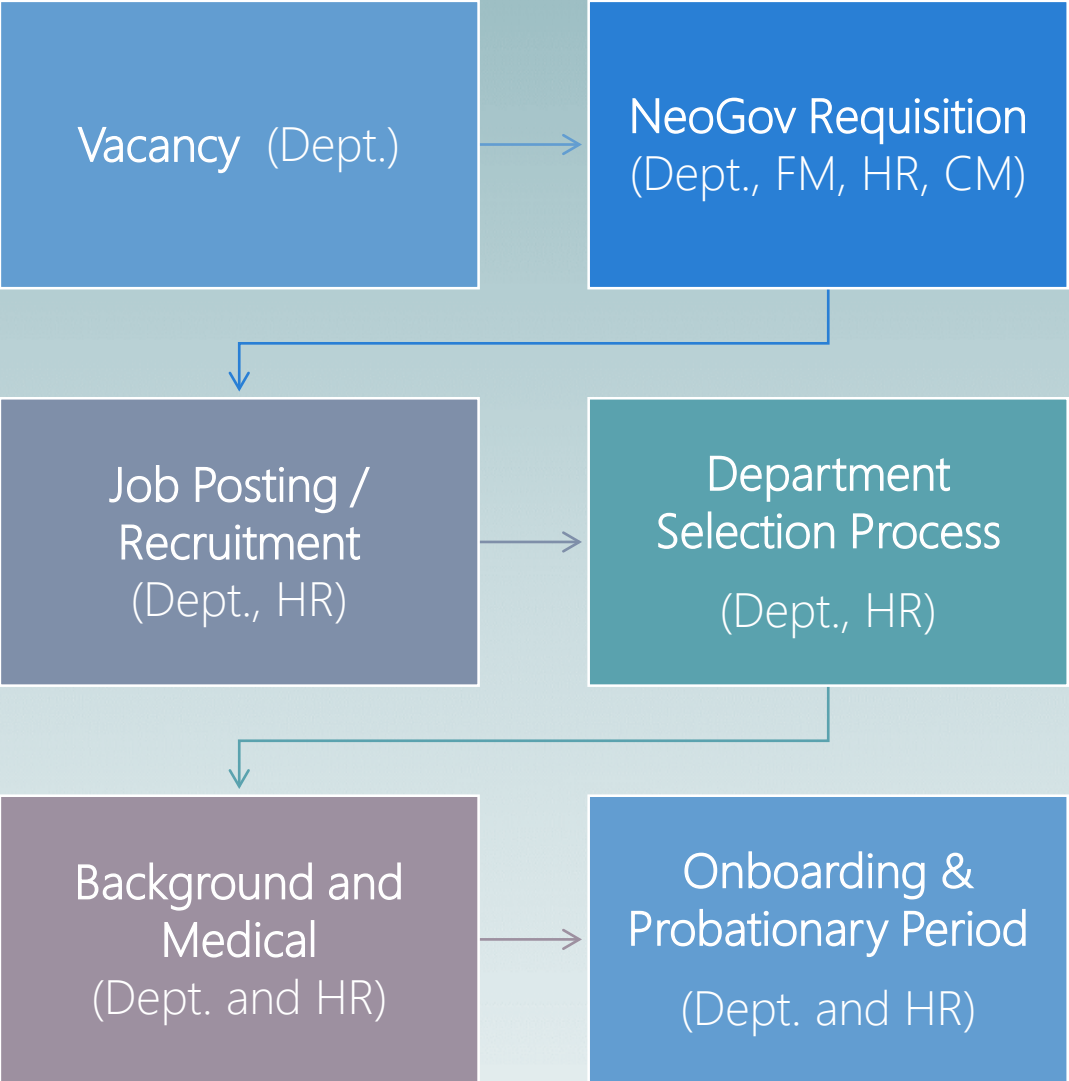 Vacancy (Dept.)
NeoGov Requisition
(Dept., FM, HR, CM)
Job Posting /
Recruitment
(Dept., HR)
Department
Selection Process
(Dept., HR)
Background and
Medical
(Dept. and HR)
Onboarding &
Probationary Period
(Dept. and HR)